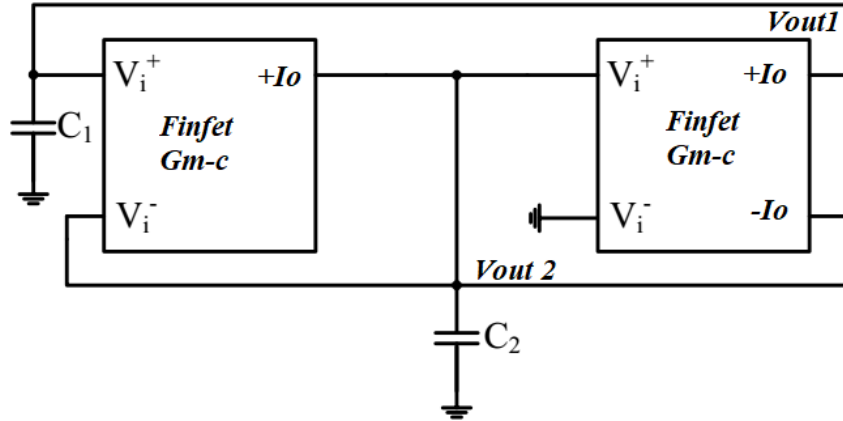 Vout1
Vi+
+Io
Vi+
+Io
C1
Finfet
Gm-c
Finfet
Gm-c
Vi-
Vi-
-Io
Vout 2
C2